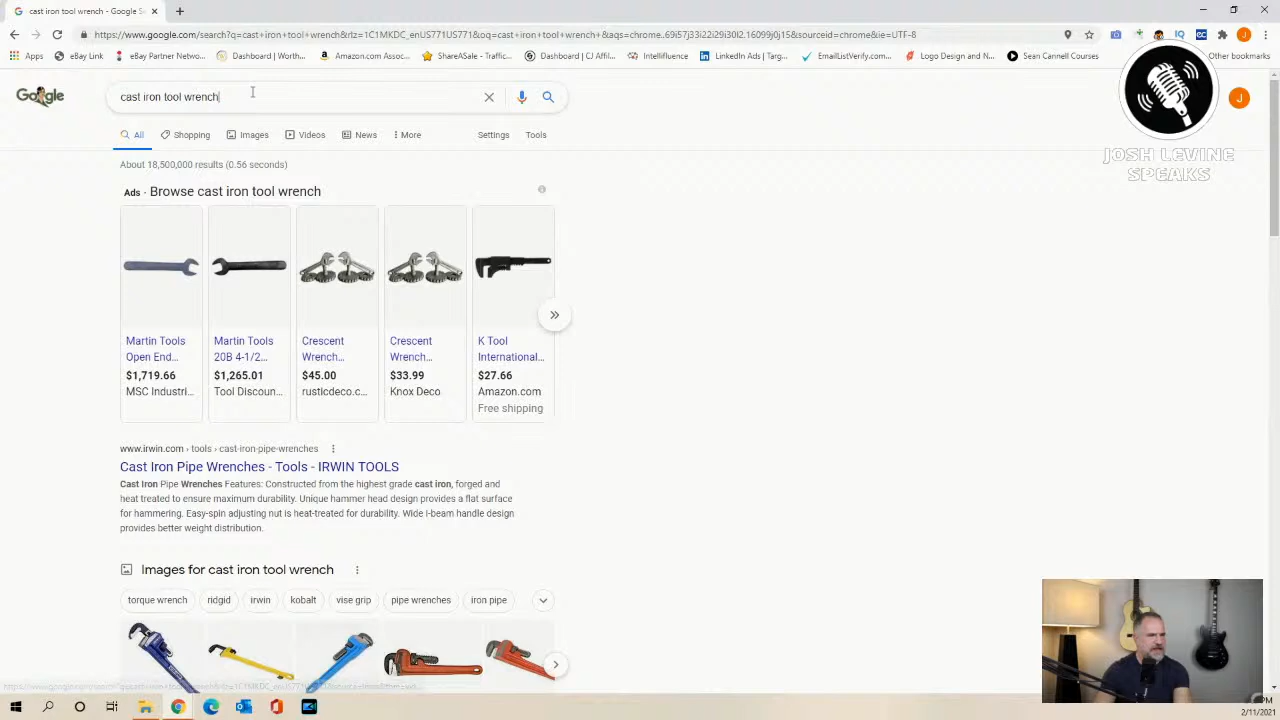 cast iron tool wrench - Google Se
https://www.google.com/search?q=cast+iron+tool+wrench&rlz=1C1MKDC_enUS771US771&oq=cast+iron+tool+wrench+&aqs=chrome..69i57j33i22i29i30l2.16099j0j15&sourceid=chrome&ie=UTF-8
Apps
eBay Link
eBay Partner Networ...
Amazon.com Assoc...
ShareASale - Targeti...
Dashboard | CJ Affil...
Instafluence
LinkedIn Ads | Targ...
EmailListVerify.com...
Logo Design and N...
Sean Cannell Courses
Other bookmarks
Google
cast iron tool wrench
J
All
Shopping
Images
Videos
News
More
Settings
Tools
JOSH LEVINE
SPEAKS
About 18,500,000 results (0.56 seconds)
Ads · Browse cast iron tool wrench
Martin Tools
Open End...
$1,719.66
MSC Industri...
Martin Tools
20B 4-1/2...
$1,265.01
Tool Discoun...
Crescent
Wrench...
$45.00
rusticdeco.c...
Crescent
Wrench...
$33.99
Knox Deco
K Tool
International...
$27.66
Amazon.com
Free shipping
www.irwin.com › tools › cast-iron-pipe-wrenches
Cast Iron Pipe Wrenches - Tools - IRWIN TOOLS
Cast Iron Pipe Wrenches Features: Constructed from the highest grade cast iron, forged and
heat treated to ensure maximum durability. Unique hammer head design provides a flat surface
for hammering. Easy-spin adjusting nut is heat-treated for durability. Wide I-beam handle design
provides better weight distribution.
Images for cast iron tool wrench
torque wrench
ridgid
irwin
kobalt
vise grip
pipe wrenches
iron pipe
PM
2/11/2021